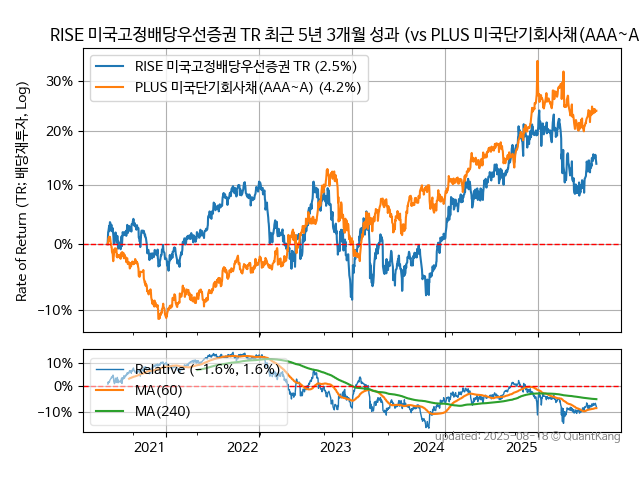 RISE 미국고정배당우선증권 TR 최근 5년 3개월 성과 (vs PLUS 미국단기회사채(AAA~A
RISE 미국고정배당우선증권 TR (2.5%)
PLUS 미국단기회사채(AAA~A) (4.2%)
Rate of Return (TR: 배당재투자, Log)
30%
20%
10%
0%
−10%
Relative (−1.6%, 1.6%)
MA(60)
MA(240)
10%
0%
−10%
2021
2022
2023
2024
2025
updated: 2025-08-18 © QuantKang